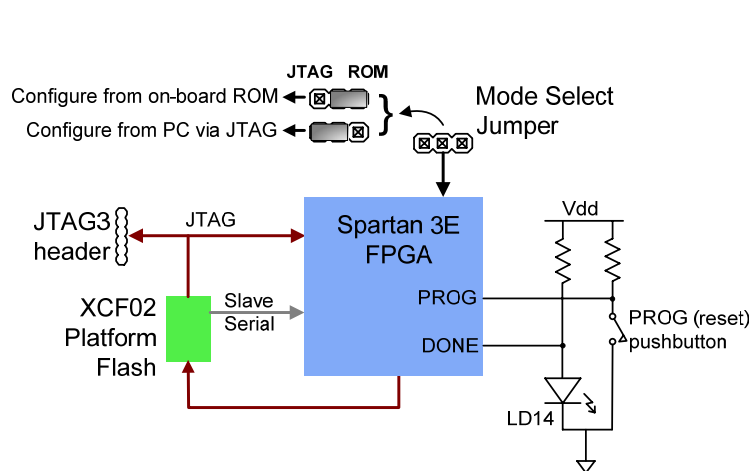 JTAG ROM
Configure from on-board ROM
Configure from PC via JTAG
Mode Select
Jumper
JTAG3
header
JTAG
Spartan 3E
FPGA
Vdd
XCF02
Platform
Flash
Slave
Serial
PROG
DONE
PROG (reset)
pushbutton
LD14